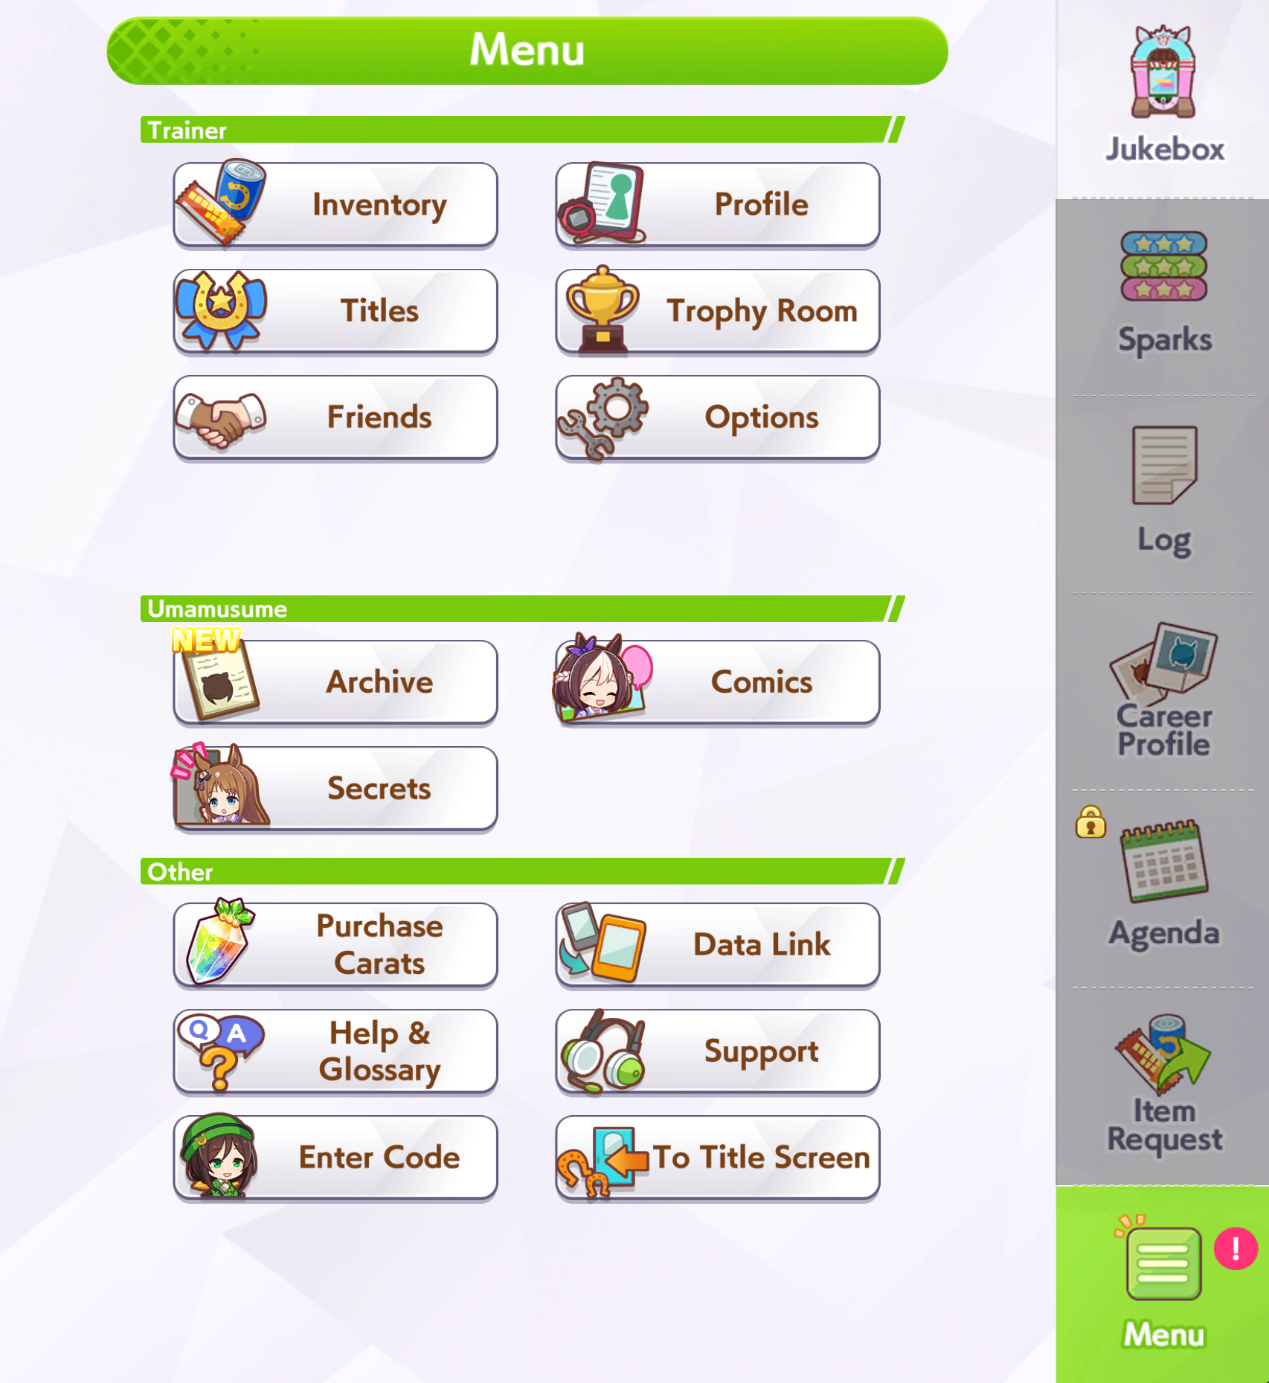 Menu
Trainer
Inventory
Profile
Titles
Trophy Room
Friends
Options
Umamusume
NEW
Archive
Comics
Secrets
Other
Purchase
Carats
Data Link
Q A
?
Help &
Glossary
Support
Enter Code
To Title Screen
Jukebox
Sparks
Log
Career
Profile
Agenda
Item
Request
!
Menu